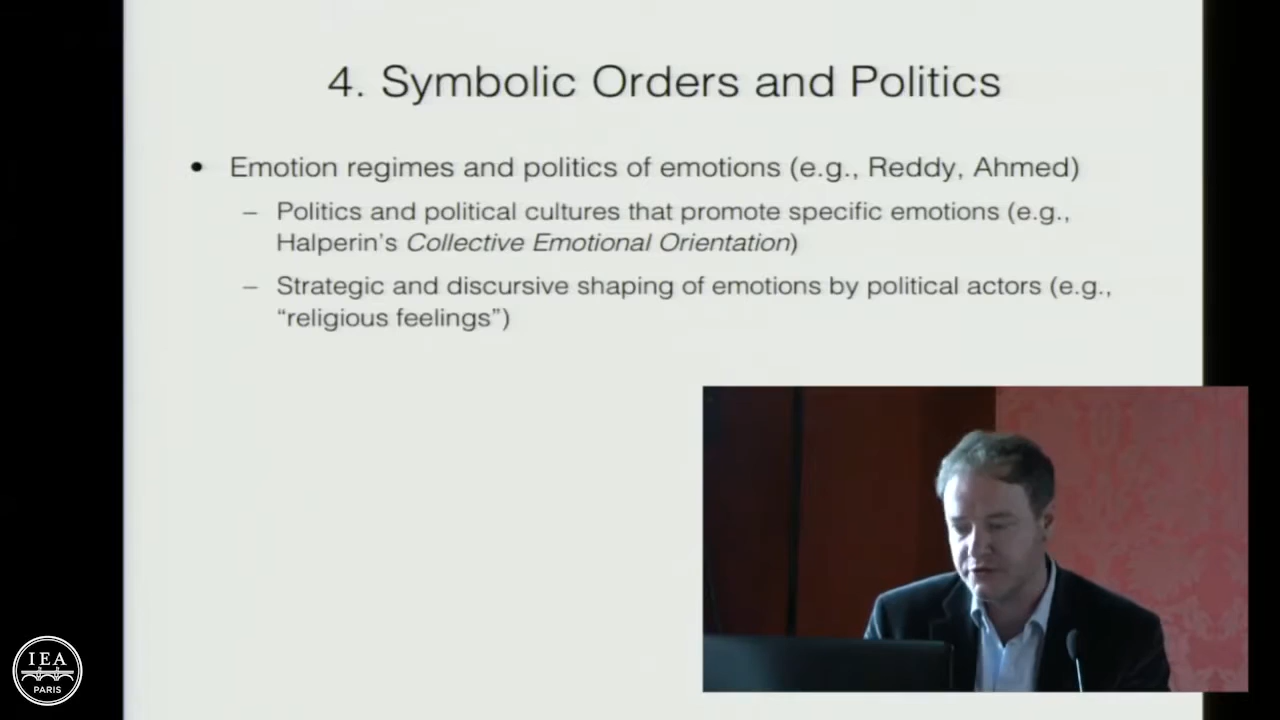 4. Symbolic Orders and Politics
• Emotion regimes and politics of emotions (e.g., Reddy, Ahmed)
– Politics and political cultures that promote specific emotions (e.g.,
Halperin’s Collective Emotional Orientation)
– Strategic and discursive shaping of emotions by political actors (e.g.,
“religious feelings”)
IEA
PARIS